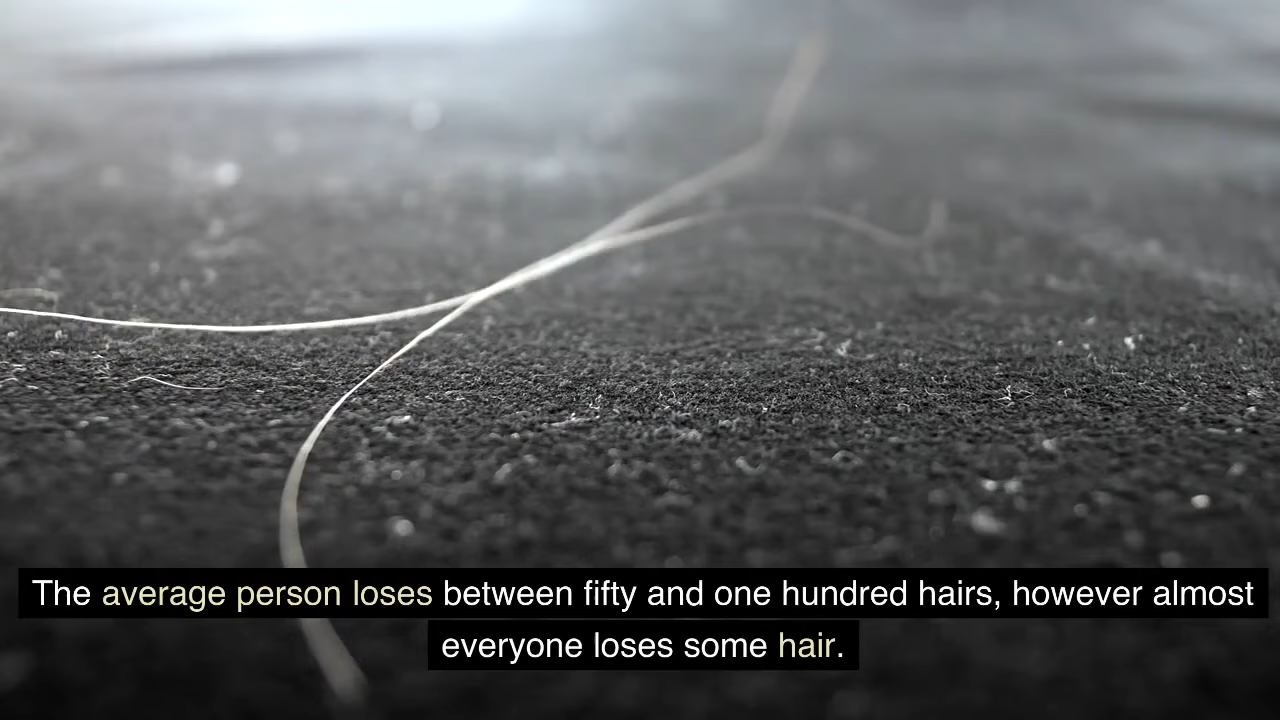 The average person loses between fifty and one hundred hairs, however almost
everyone loses some hair.